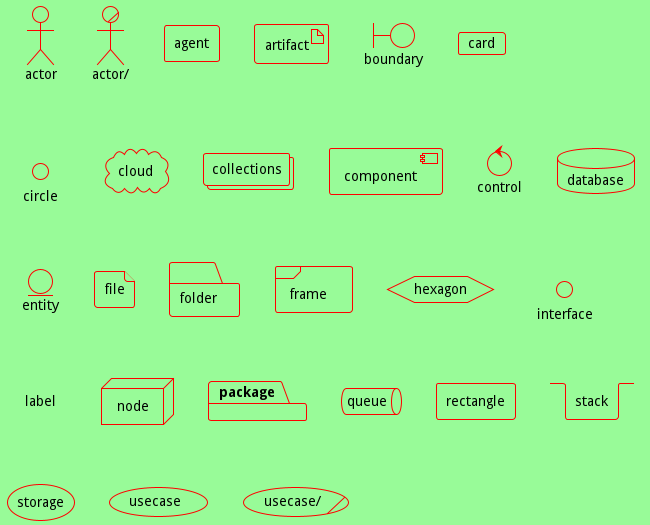 actor
actor/
agent
artifact
boundary
card
circle
cloud
collections
component
control
database
entity
file
folder
frame
hexagon
interface
label
node
package
queue
rectangle
stack
storage
usecase
usecase/